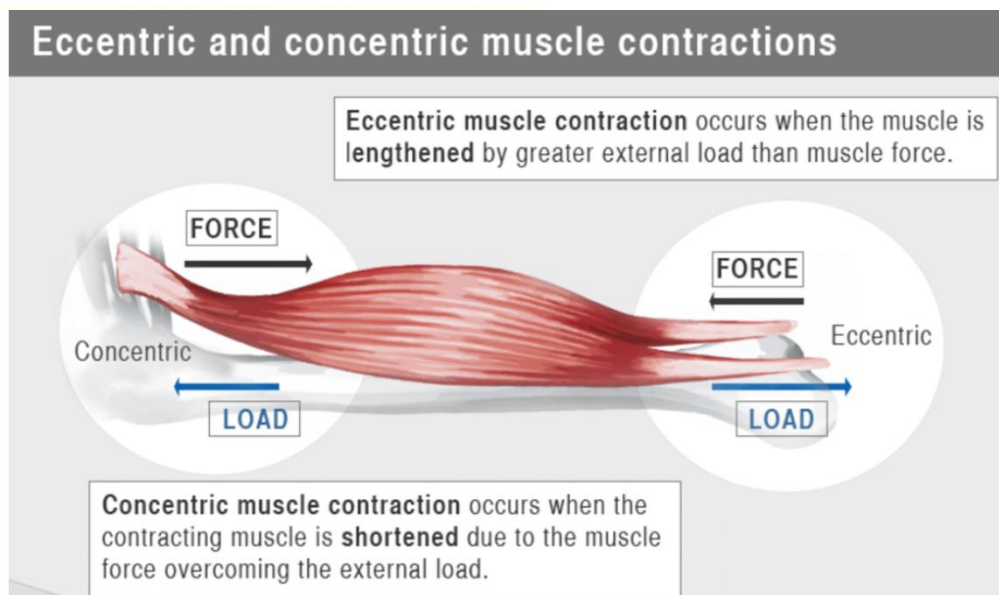 Eccentric and concentric muscle contractions
Eccentric muscle contraction occurs when the muscle is
lengthened by greater external load than muscle force.
FORCE
FORCE
Concentric
Eccentric
LOAD
LOAD
Concentric muscle contraction occurs when the
contracting muscle is shortened due to the muscle
force overcoming the external load.